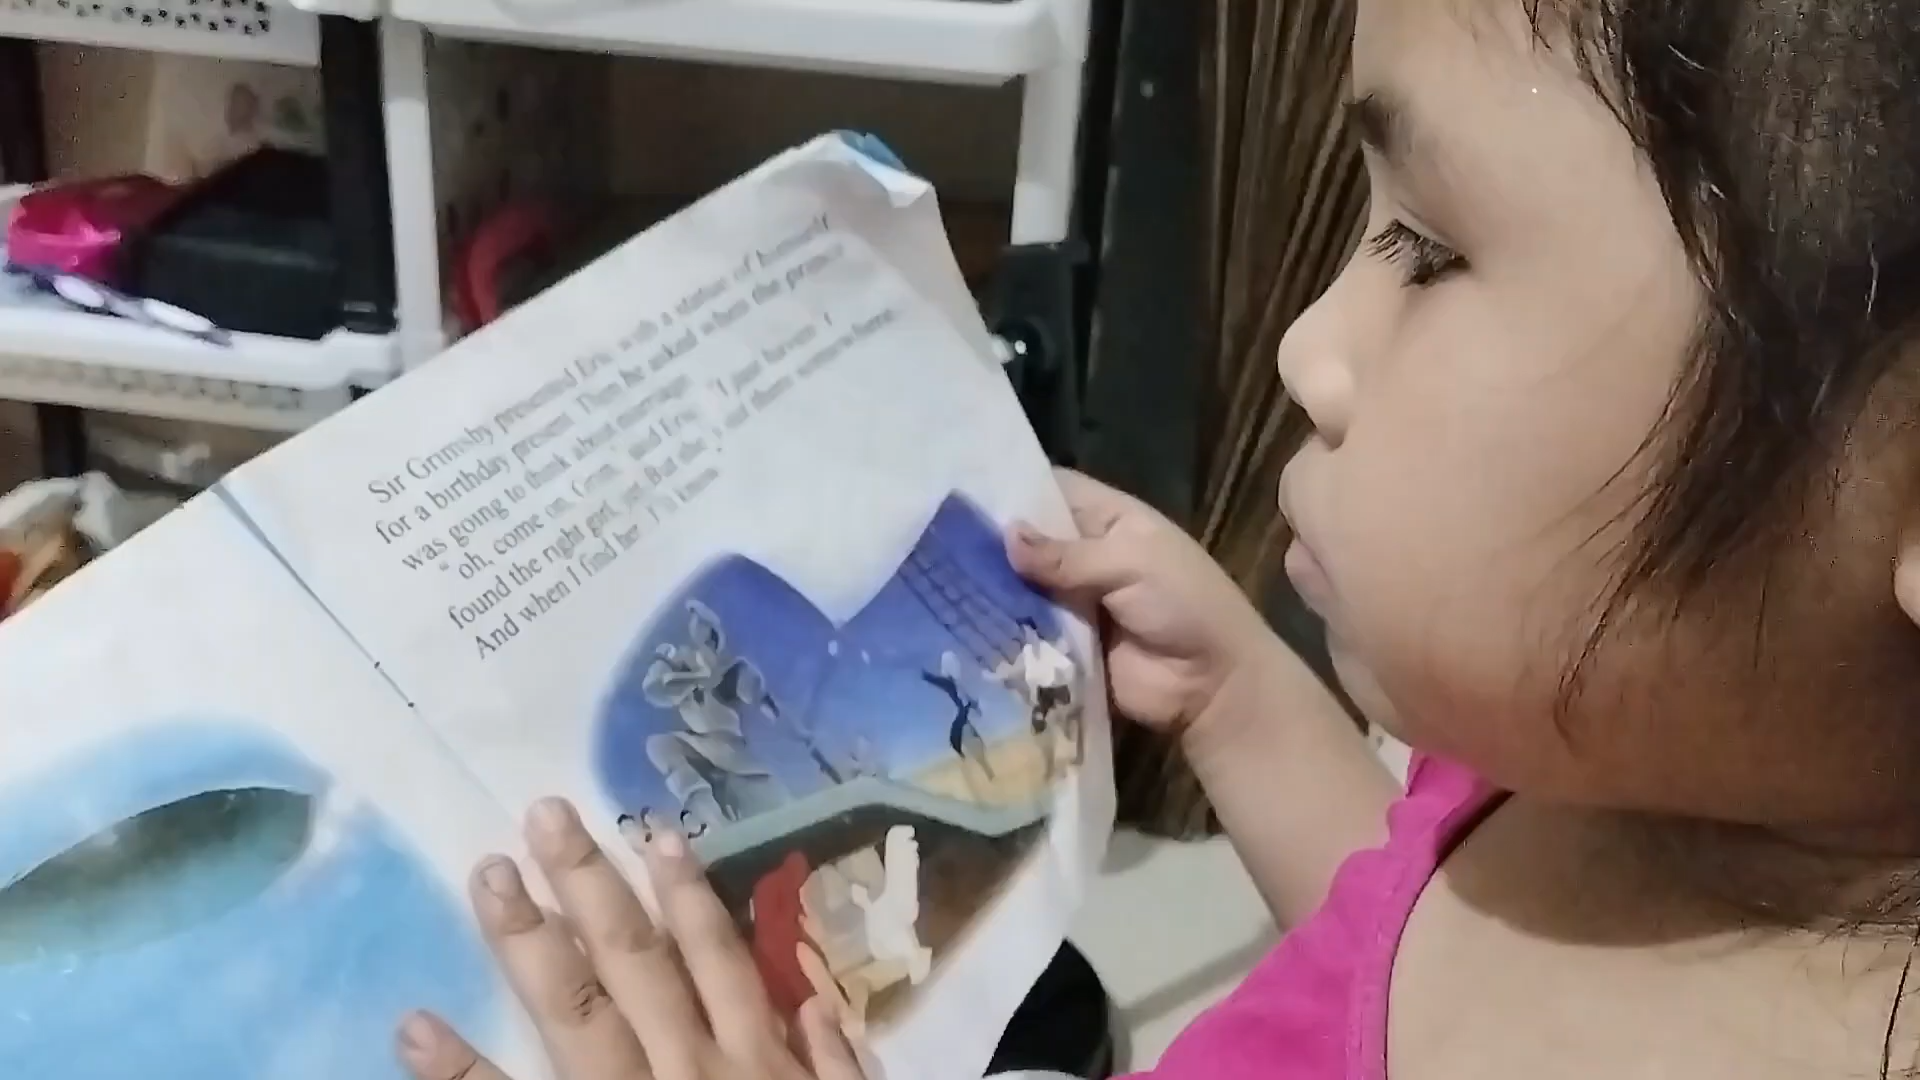 Sir Grimsby presented Eric with a statue of himself
for a birthday present. Then he asked when the prince
was going to think about marriage.
" oh, come on, Grim," said Eric, "I just haven't
found the right girl, yet. But she's out there somewhere.
And when I find her, I'll know."